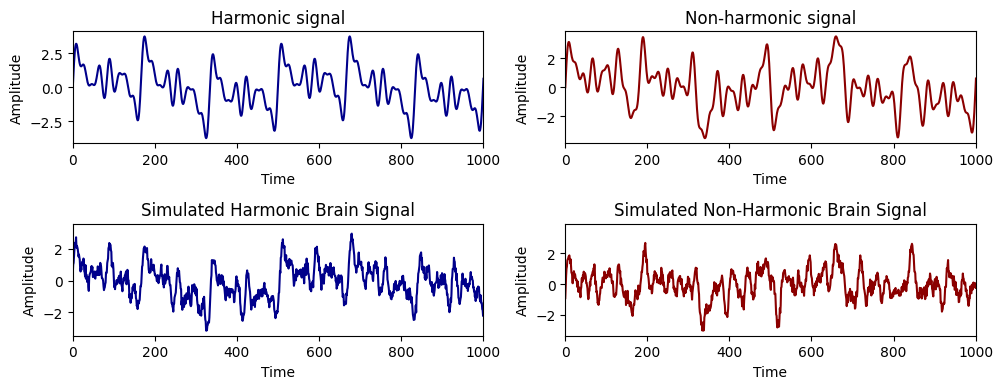 Harmonic signal
Amplitude
2.5
0.0
−2.5
0 200 400 600 800 1000
Time
Non-harmonic signal
Amplitude
2
0
−2
0 200 400 600 800 1000
Time
Simulated Harmonic Brain Signal
Amplitude
2
0
−2
0 200 400 600 800 1000
Time
Simulated Non-Harmonic Brain Signal
Amplitude
2
0
−2
0 200 400 600 800 1000
Time